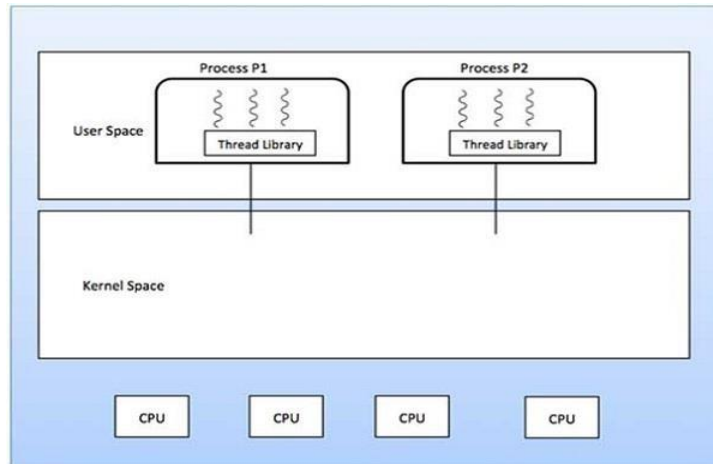 Process P1
Process P2
User Space
Thread Library
Thread Library
Kernel Space
CPU
CPU
CPU
CPU